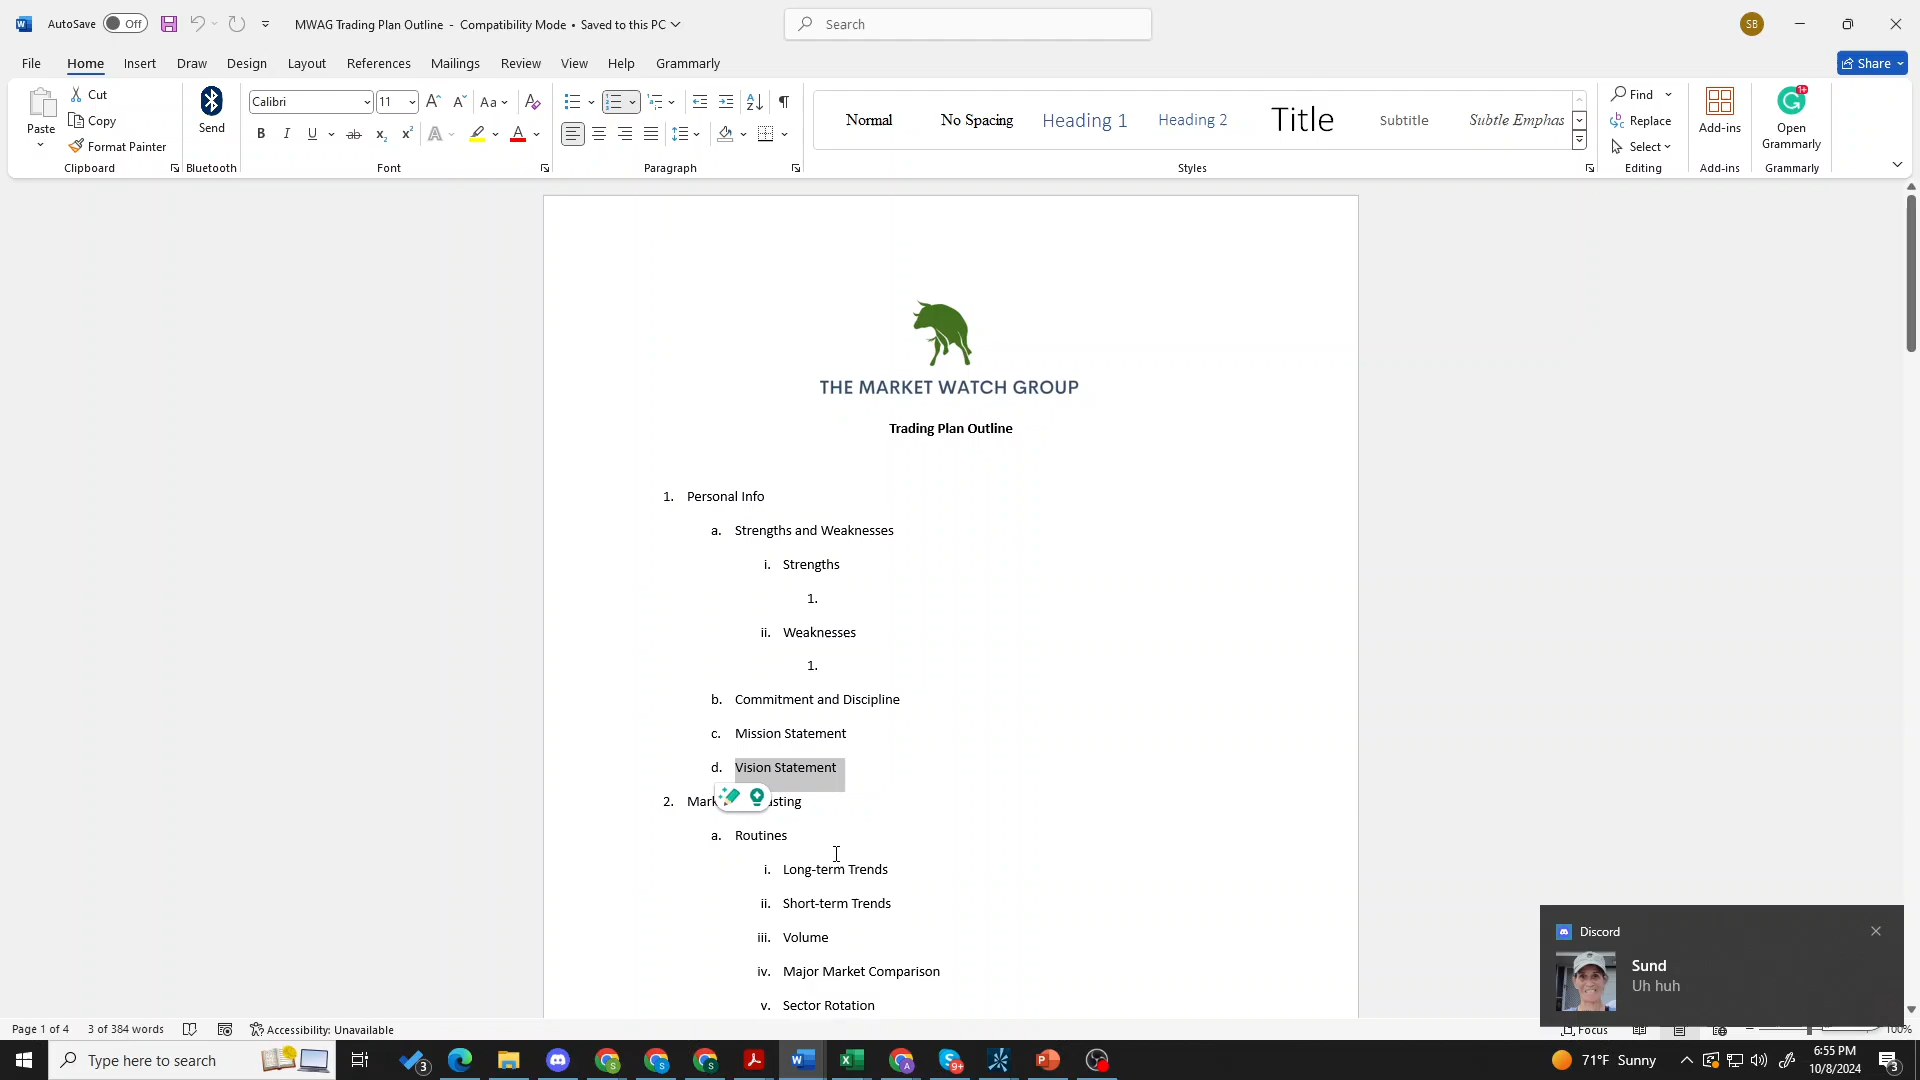 AutoSave Off MWAG Trading Plan Outline - Compatibility Mode • Saved to this PC Search SB
File Home Insert Draw Design Layout References Mailings Review View Help Grammarly Share
Paste Cut Copy Format Painter Clipboard
Send Bluetooth
Calibri 11 Aa Font
Paragraph
Normal No Spacing Heading 1 Heading 2 Title Subtitle Subtle Emphas Styles
Find Replace Select Editing
Add-ins Add-ins
Open Grammarly Grammarly
THE MARKET WATCH GROUP
Trading Plan Outline
1. Personal Info
a. Strengths and Weaknesses
i. Strengths
1.
ii. Weaknesses
1.
b. Commitment and Discipline
c. Mission Statement
d. Vision Statement
2. Mark sting
a. Routines
i. Long-term Trends
ii. Short-term Trends
iii. Volume
iv. Major Market Comparison
v. Sector Rotation
Discord
Sund
Uh huh
Page 1 of 4 3 of 384 words Accessibility: Unavailable Focus 100%
Type here to search 3 9+ 71°F Sunny 6:55 PM 3
10/8/2024